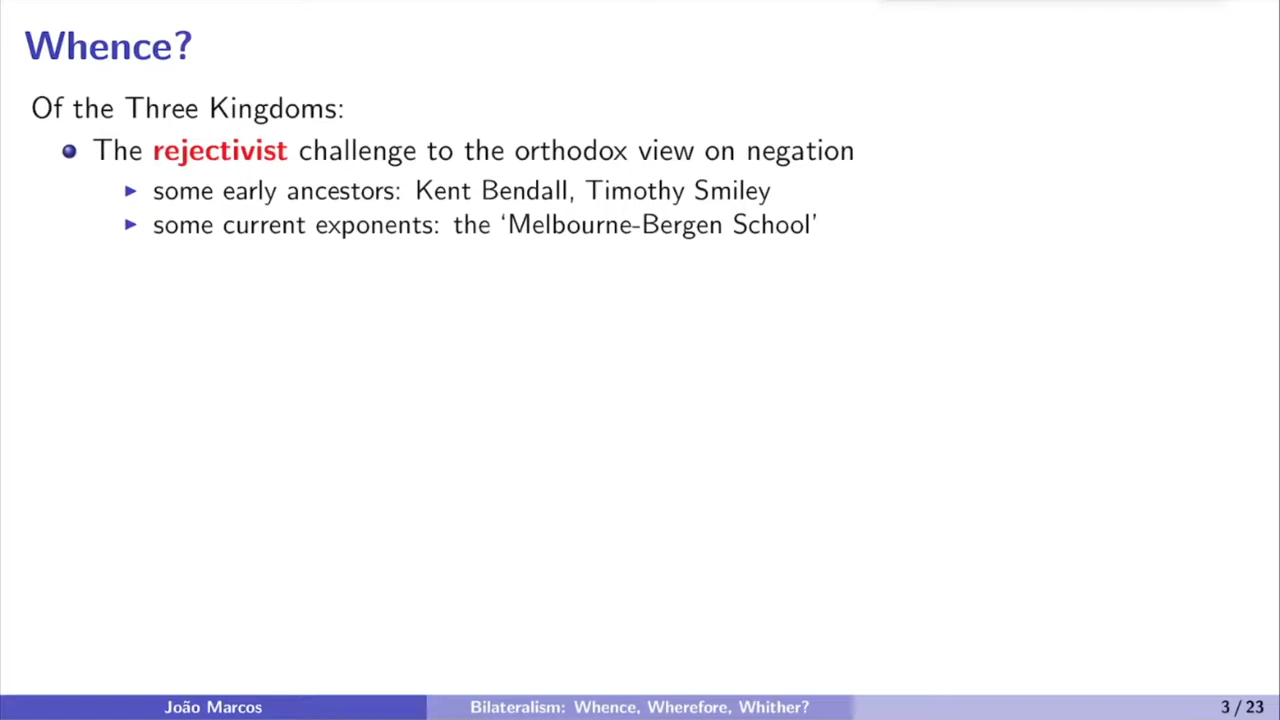 Whence?
Of the Three Kingdoms:
The rejectivist challenge to the orthodox view on negation
some early ancestors: Kent Bendall, Timothy Smiley
some current exponents: the ‘Melbourne-Bergen School’
João Marcos
Bilateralism: Whence, Wherefore, Whither?
3 / 23